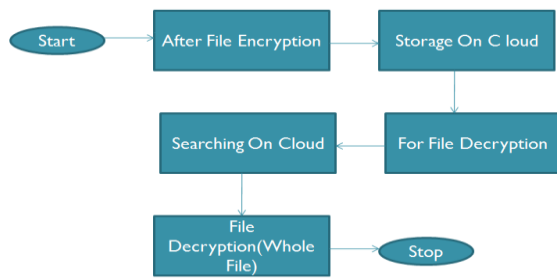 Start
After File Encryption
Storage On C loud
Searching On Cloud
For File Decryption
File
Decryption(Whole
File)
Stop